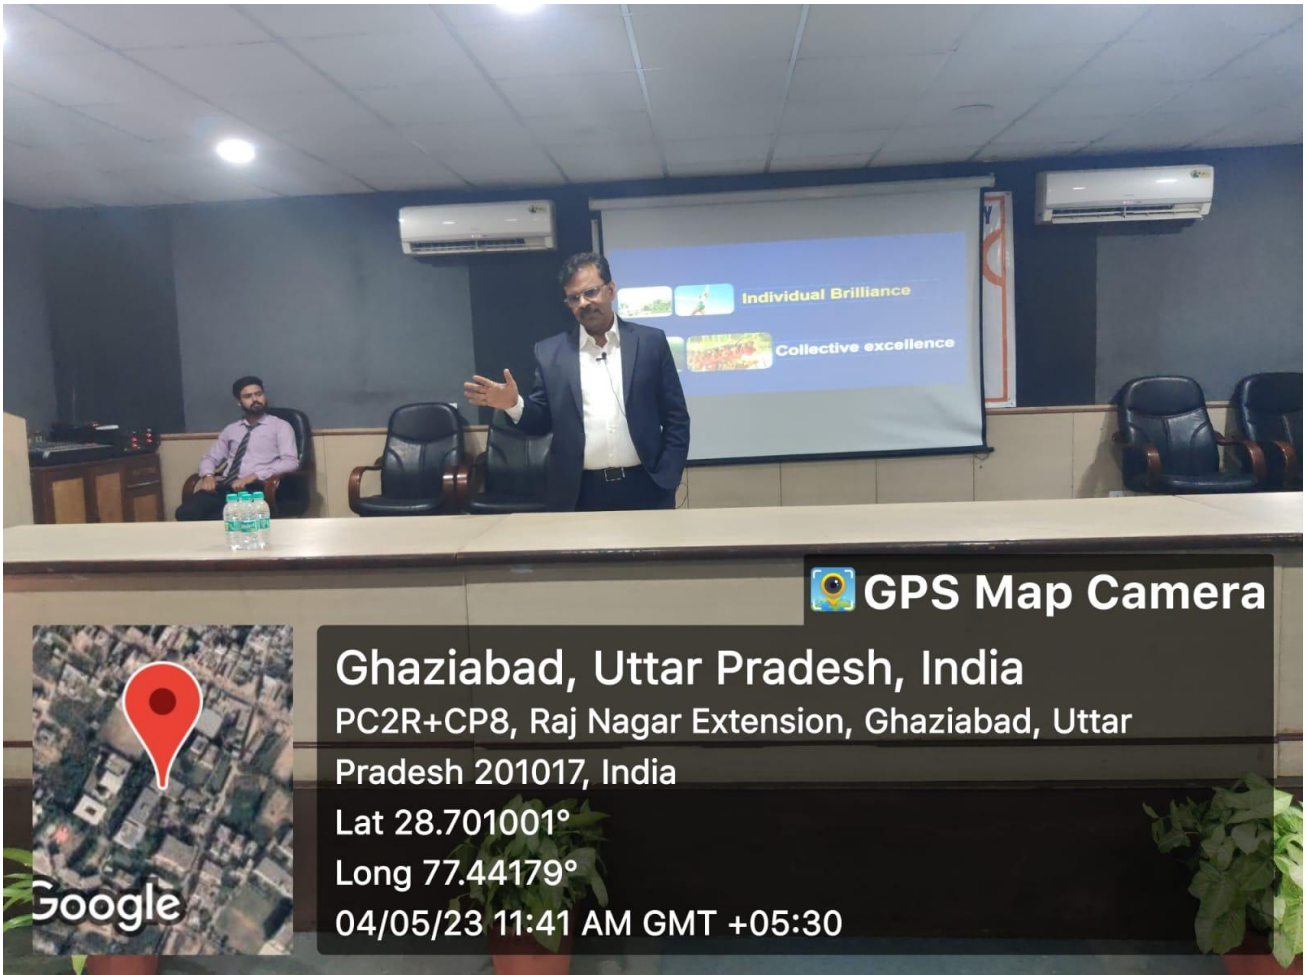 Y
Individual Brilliance
Collective excellence
GPS Map Camera
Ghaziabad, Uttar Pradesh, India
PC2R+CP8, Raj Nagar Extension, Ghaziabad, Uttar
Pradesh 201017, India
Lat 28.701001°
Long 77.44179°
04/05/23 11:41 AM GMT +05:30
Google